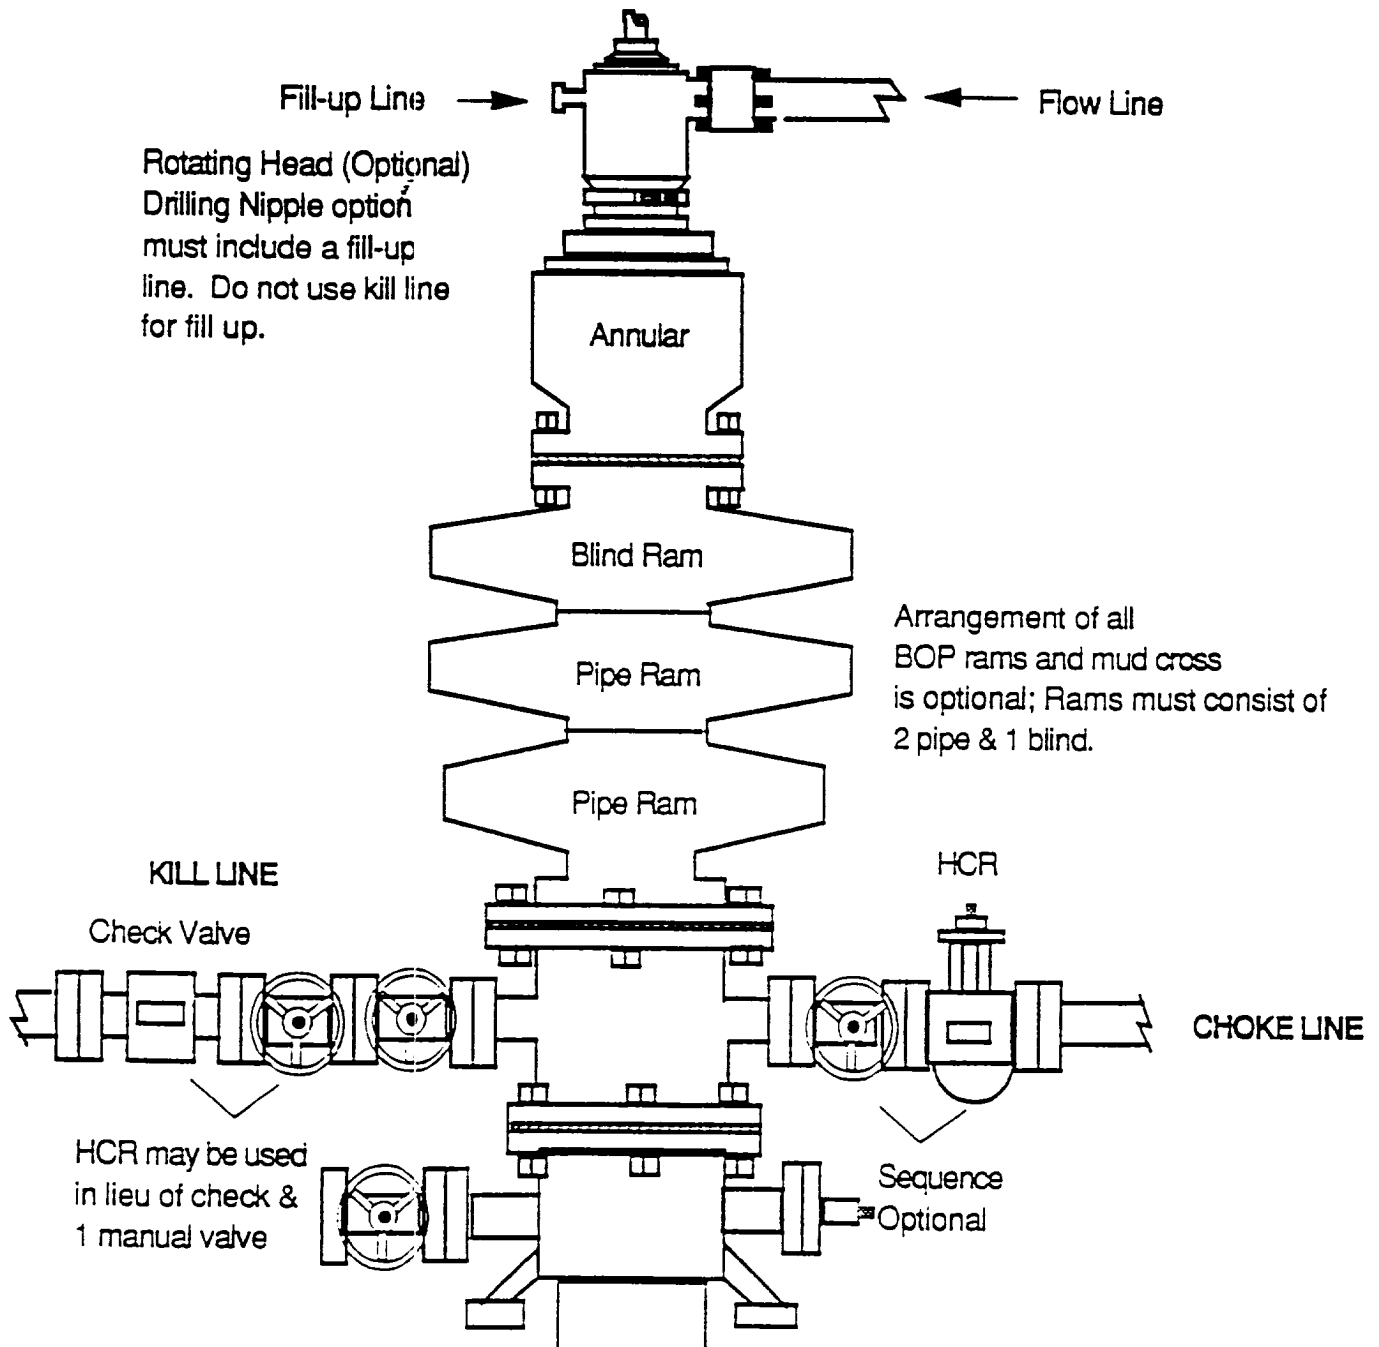 Fill-up Line
Flow Line
Rotating Head (Optional)
Drilling Nipple option
must include a fill-up
line. Do not use kill line
for fill up.
Annular
Blind Ram
Pipe Ram
Arrangement of all
BOP rams and mud cross
is optional; Rams must consist of
2 pipe & 1 blind.
Pipe Ram
KILL LINE
HCR
Check Valve
CHOKE LINE
HCR may be used
in lieu of check &
1 manual valve
Sequence
Optional